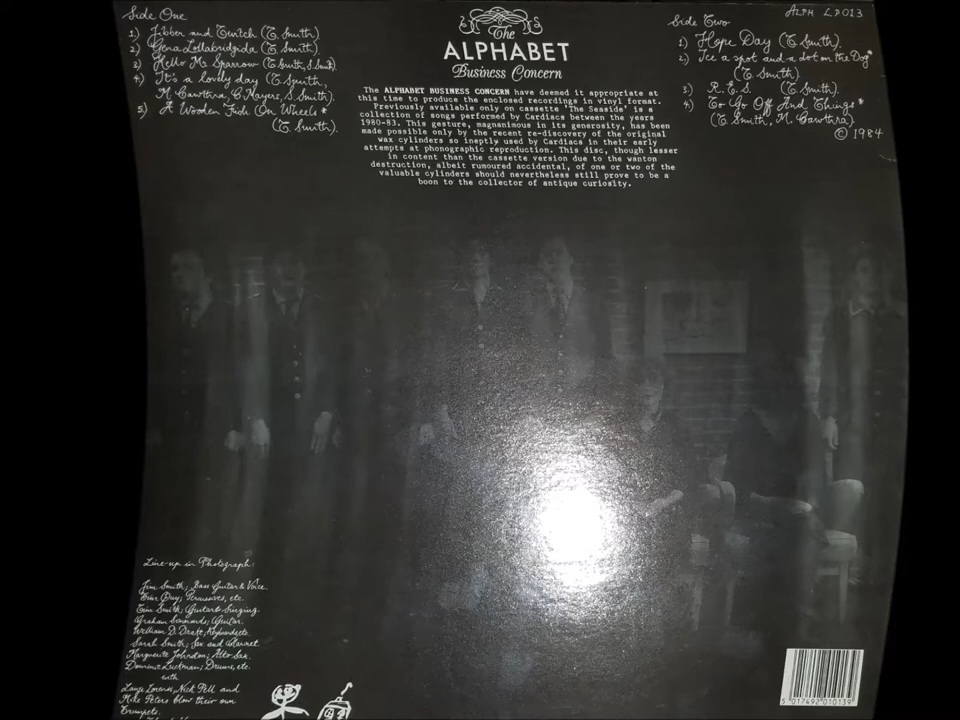 Side One
1) Jibber and Twitch (T. Smith).
2) Gena Lollabridgida (T. Smith).
3) Hello Mr Sparrow (T. Smith, S. Smith).
4) It's a lovely day (T. Smith,
M. Cawthra, C. Mayers, S. Smith).
5) A Wooden Fish On Wheels *
(T. Smith).
The
ALPHABET
Business Concern
The ALPHABET BUSINESS CONCERN have deemed it appropriate at
this time to produce the enclosed recordings in vinyl format.
Previously available only on cassette 'The Seaside' is a
collection of songs performed by Cardiacs between the years
1980-83. This gesture, magnanimous in its generosity, has been
made possible only by the recent re-discovery of the original
wax cylinders so ineptly used by Cardiacs in their early
attempts at phonographic reproduction. This disc, though lesser
in content than the cassette version due to the wanton
destruction, albeit rumoured accidental, of one or two of the
valuable cylinders should nevertheless still prove to be a
boon to the collector of antique curiosity.
ALPH LP013
Side Two
1) Hope Day (T. Smith).
2) Ice a spot and a dot on the Dog*
(T. Smith)
3) R.E.S. (T. Smith).
4) To Go Off And Things *
(T. Smith, M. Cawthra)
© 1984
Line-up in Photograph:
Jim Smith; Bass Guitar & Voice.
Tim Quy; Percussives, etc.
Tim Smith; Guitar & Singing.
Graham Simmonds; Guitar.
William D. Drake; Keyboards etc
Sarah Smith; Sax and Clarinet
Marguerite Johnston; Alto Sax.
Dominic Luckman; Drums, etc.
with
Nick Pell and
Mike Peters blow their own
Trumpets.
5 017492 010139